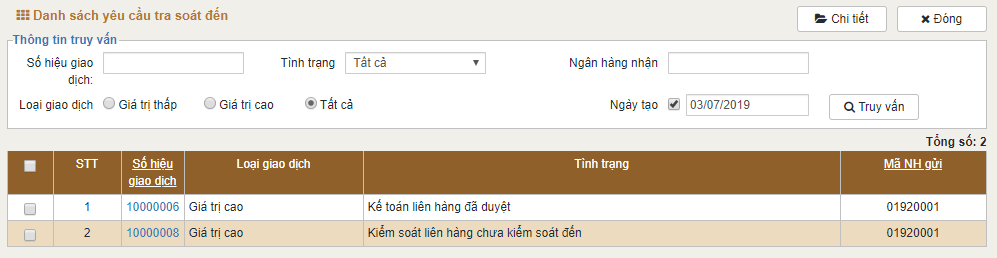 Danh sách yêu cầu tra soát đến
Chi tiết
Đóng
Thông tin truy vấn
Số hiệu giao dịch:
Tình trạng
Tất cả
Ngân hàng nhận
Loại giao dịch
Giá trị thấp
Giá trị cao
Tất cả
Ngày tạo
03/07/2019
Truy vấn
Tổng số: 2
STT
Số hiệu giao dịch
Loại giao dịch
Tình trạng
Mã NH gửi
1 10000006 Giá trị cao Kế toán liên hàng đã duyệt 01920001
2 10000008 Giá trị cao Kiểm soát liên hàng chưa kiểm soát đến 01920001